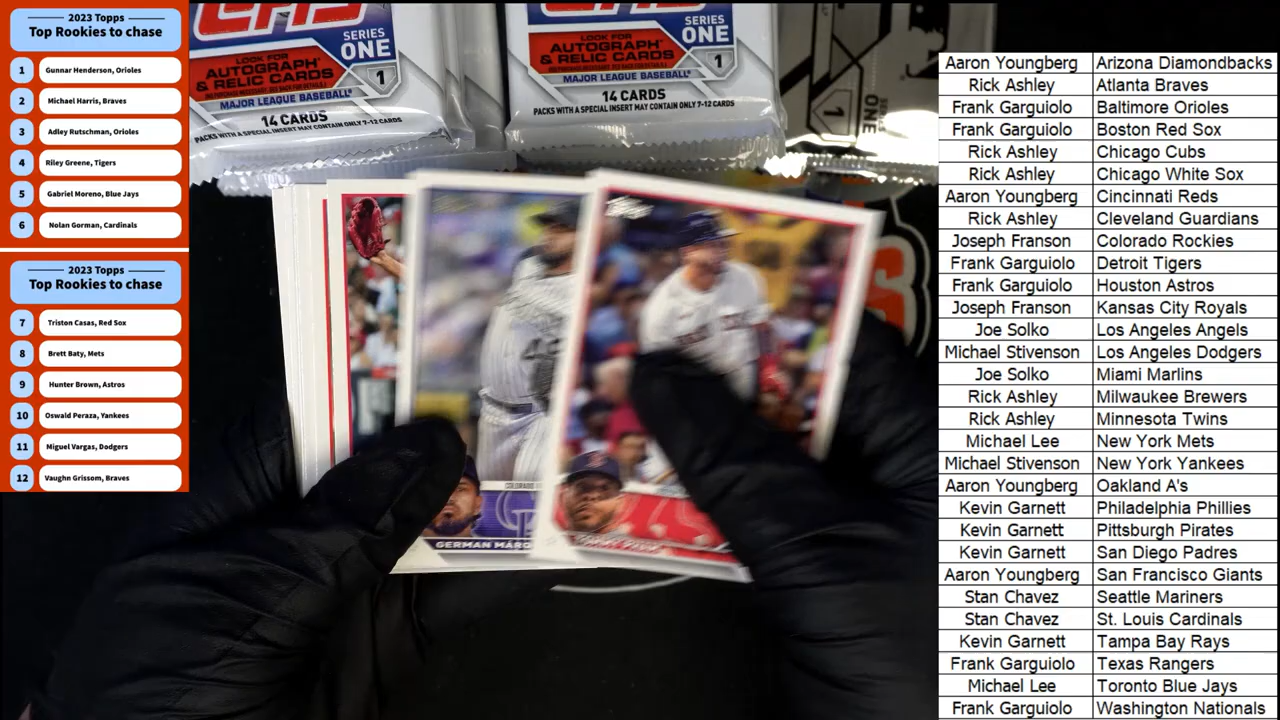 2023 Topps
Top Rookies to chase
1 Gunnar Henderson, Orioles
2 Michael Harris, Braves
3 Adley Rutschman, Orioles
4 Riley Greene, Tigers
5 Gabriel Moreno, Blue Jays
6 Nolan Gorman, Cardinals
2023 Topps
Top Rookies to chase
7 Triston Casas, Red Sox
8 Brett Baty, Mets
9 Hunter Brown, Astros
10 Oswald Peraza, Yankees
11 Miguel Vargas, Dodgers
12 Vaughn Grissom, Braves
SERIES
ONE
1
LOOK FOR
AUTOGRAPH
& RELIC CARDS
MAJOR LEAGUE BASEBALL
14 CARDS
PACKS WITH A SPECIAL INSERT MAY CONTAIN ONLY 7-12 CARDS
SERIES
ONE
1
LOOK FOR
AUTOGRAPH
& RELIC CARDS
MAJOR LEAGUE BASEBALL
14 CARDS
PACKS WITH A SPECIAL INSERT MAY CONTAIN ONLY 7-12 CARDS
ONE
1
GERMAN
Aaron Youngberg Arizona Diamondbacks
Rick Ashley Atlanta Braves
Frank Garguiolo Baltimore Orioles
Frank Garguiolo Boston Red Sox
Rick Ashley Chicago Cubs
Rick Ashley Chicago White Sox
Aaron Youngberg Cincinnati Reds
Rick Ashley Cleveland Guardians
Joseph Franson Colorado Rockies
Frank Garguiolo Detroit Tigers
Frank Garguiolo Houston Astros
Joseph Franson Kansas City Royals
Joe Solko Los Angeles Angels
Michael Stivenson Los Angeles Dodgers
Joe Solko Miami Marlins
Rick Ashley Milwaukee Brewers
Rick Ashley Minnesota Twins
Michael Lee New York Mets
Michael Stivenson New York Yankees
Aaron Youngberg Oakland A's
Kevin Garnett Philadelphia Phillies
Kevin Garnett Pittsburgh Pirates
Kevin Garnett San Diego Padres
Aaron Youngberg San Francisco Giants
Stan Chavez Seattle Mariners
Stan Chavez St. Louis Cardinals
Kevin Garnett Tampa Bay Rays
Frank Garguiolo Texas Rangers
Michael Lee Toronto Blue Jays
Frank Garguiolo Washington Nationals